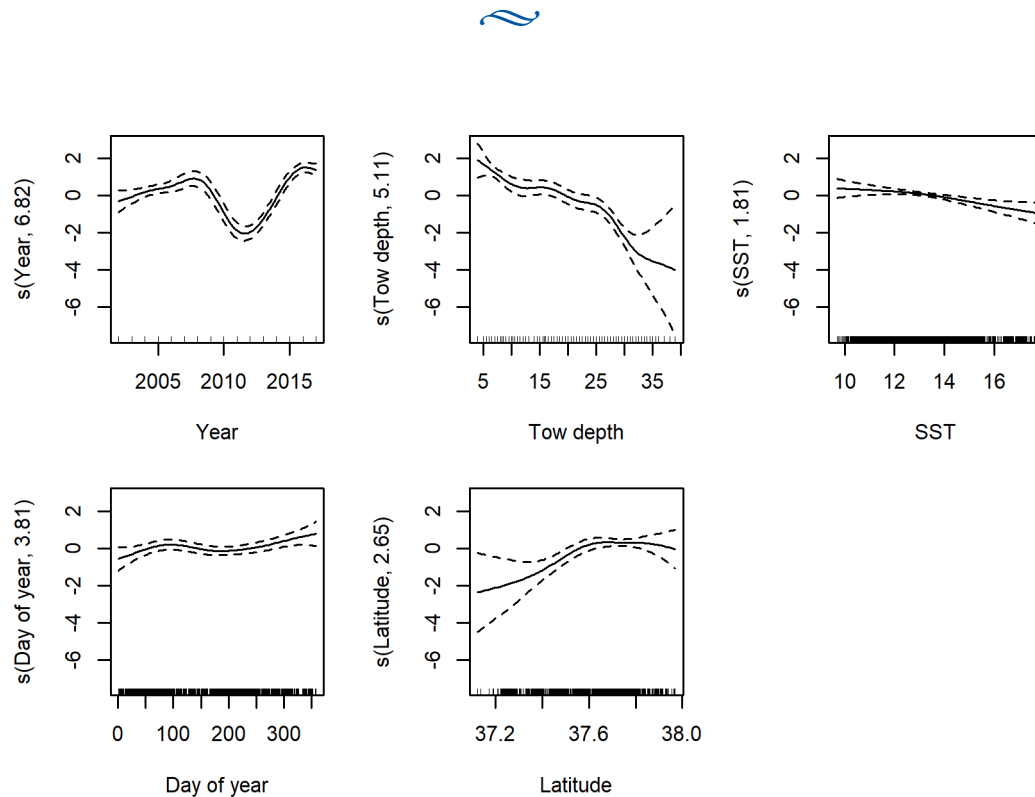 s(Year, 6.82)
2
0
-2
-4
-6
2005 2010 2015
Year
s(Tow depth, 5.11)
2
0
-2
-4
-6
5 15 25 35
Tow depth
s(SST, 1.81)
2
0
-2
-4
-6
10 12 14 16
SST
s(Day of year, 3.81)
2
0
-2
-4
-6
0 100 200 300
Day of year
s(Latitude, 2.65)
2
0
-2
-4
-6
37.2 37.6 38.0
Latitude